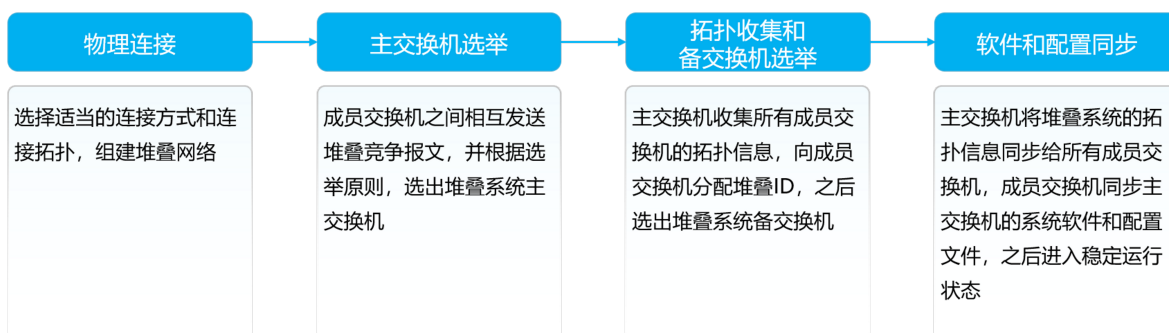 物理连接
选择适当的连接方式和连
接拓扑，组建堆叠网络
主交换机选举
成员交换机之间相互发送
堆叠竞争报文，并根据选
举原则，选出堆叠系统主
交换机
拓扑收集和
备交换机选举
主交换机收集所有成员交
换机的拓扑信息，向成员
交换机分配堆叠ID，之后
选出堆叠系统备交换机
软件和配置同步
主交换机将堆叠系统的拓
扑信息同步给所有成员交
换机，成员交换机同步主
交换机的系统软件和配置
文件，之后进入稳定运行
状态